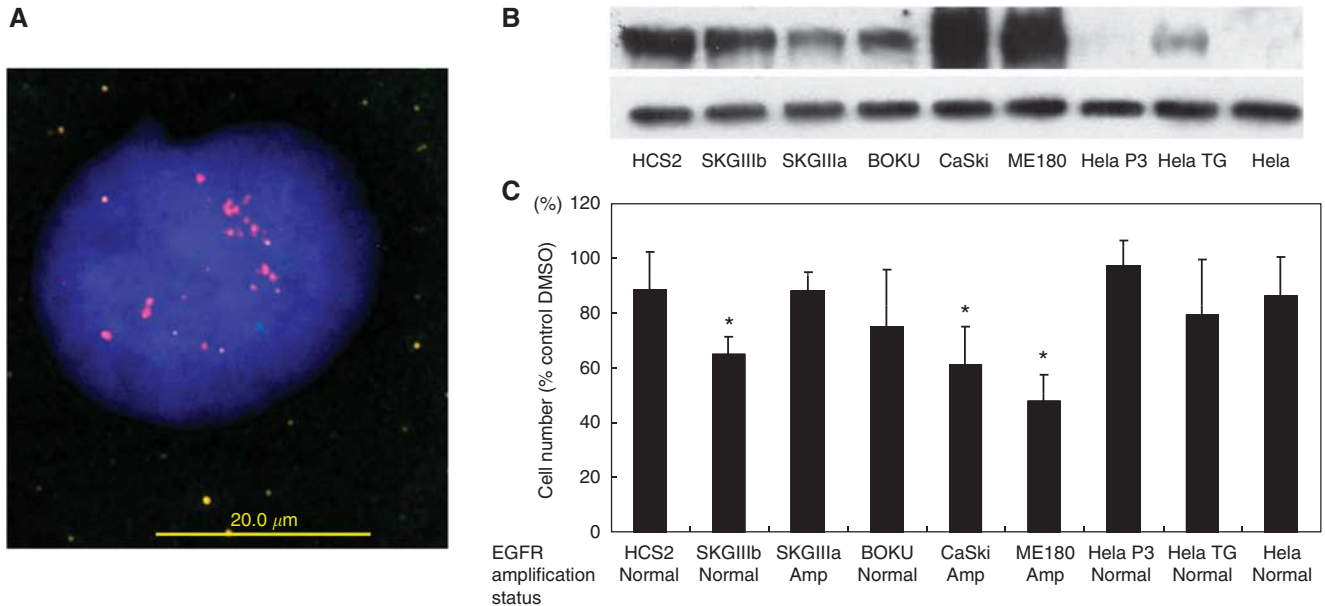 A
20.0 μm
B
HCS2 SKGIIIb SKGIIIa BOKU CaSki ME180 Hela P3 Hela TG Hela
C
(%) 120
100
80
60
40
20
0
Cell number (% control DMSO)
* * *
HCS2 SKGIIIb SKGIIIa BOKU CaSki ME180 Hela P3 Hela TG Hela
EGFR amplification status
Normal Normal Amp Normal Amp Amp Normal Normal Normal